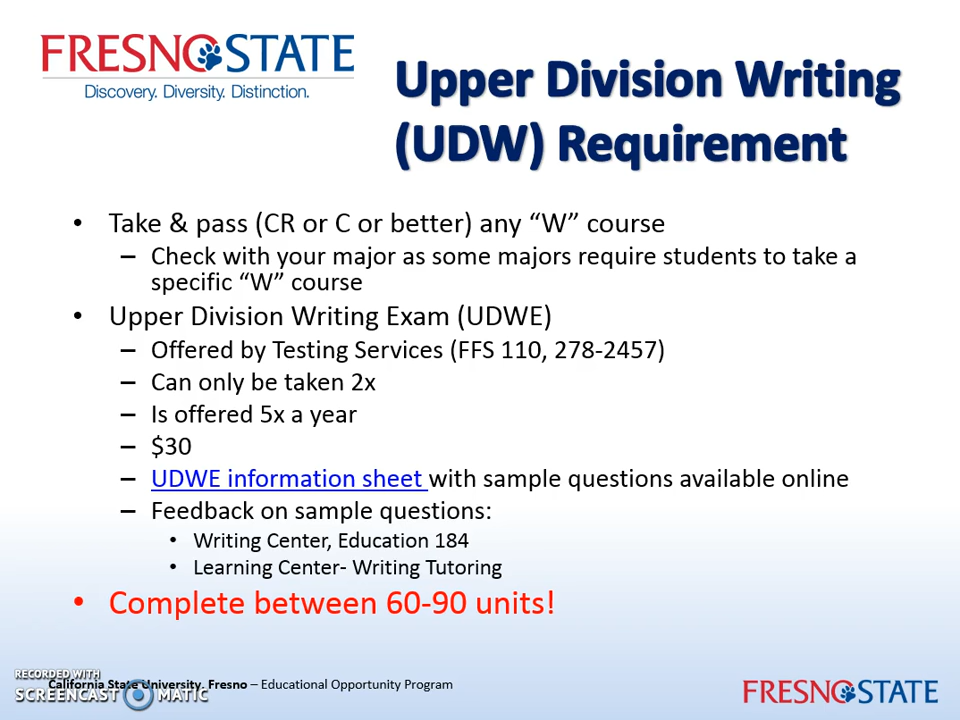 FRESNO STATE
Discovery. Diversity. Distinction.
Upper Division Writing
(UDW) Requirement
• Take & pass (CR or C or better) any “W” course
– Check with your major as some majors require students to take a
specific “W” course
• Upper Division Writing Exam (UDWE)
– Offered by Testing Services (FFS 110, 278-2457)
– Can only be taken 2x
– Is offered 5x a year
– $30
– UDWE information sheet with sample questions available online
– Feedback on sample questions:
• Writing Center, Education 184
• Learning Center- Writing Tutoring
• Complete between 60-90 units!
RECORDED WITH
SCREENCAST MATIC
California State University, Fresno – Educational Opportunity Program
FRESNO STATE